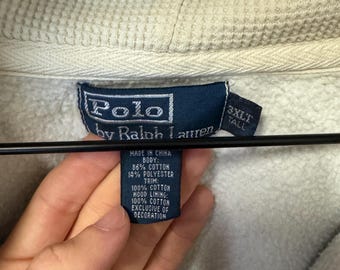 Polo
by Ralph Lauren
3XLT
TALL
MADE IN CHINA
BODY:
86% COTTON
14% POLYESTER
TRIM:
100% COTTON
HOOD LINING:
100% COTTON
EXCLUSIVE OF
DECORATION